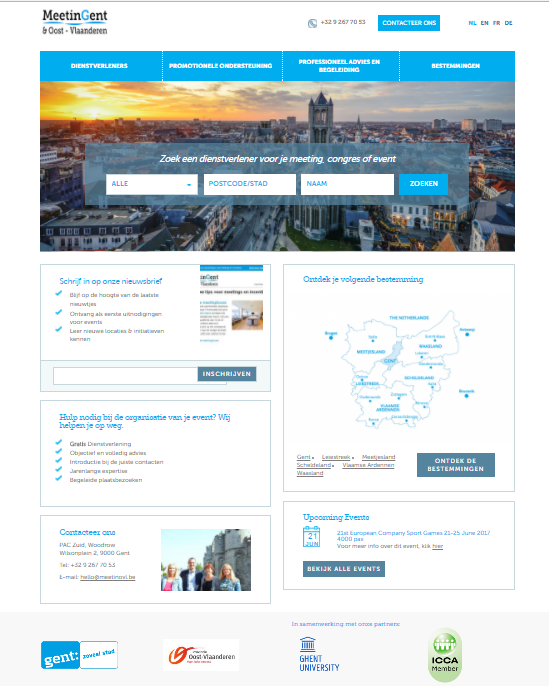 MeetinGent
& Oost - Vlaanderen
+32 9 267 70 53
CONTACTEER ONS
NL EN FR DE
DIENSTVERLENERS
PROMOTIONELE ONDERSTEUNING
PROFESSIONEEL ADVIES EN
BEGELEIDING
BESTEMMINGEN
Zoek een dienstverlener voor je meeting, congres of event
ALLE
POSTCODE/STAD
NAAM
ZOEKEN
Schrijf in op onze nieuwsbrief
Blijf op de hoogte van de laatste
nieuwtjes
Ontvang als eerste uitnodigingen
voor events
Leer nieuwe locaties & initiatieven
kennen
INSCHRIJVEN
Hulp nodig bij de organisatie van je event? Wij
helpen je op weg.
Gratis Dienstverlening
Objectief en volledig advies
Introductie bij de juiste contacten
Jarenlange expertise
Begeleide plaatsbezoeken
Contacteer ons
PAC Zuid, Woodrow
Wilsonplein 2, 9000 Gent
Tel: +32 9 267 70 53
E-mail: hello@meetinovl.be
Ontdek je volgende bestemming
THE NETHERLANDS
MEETJESLAND
WAASLAND
GENT
LEIESTREEK
SCHELDELAND
VLAAMSE
ARDENNEN
Gent • Leiestreek • Meetjesland
Scheldeland • Vlaamse Ardennen
Waasland
ONTDEK DE
BESTEMMINGEN
Upcoming Events
21
JUN
21st European Company Sport Games 21-25 June 2017
4000 pax
Voor meer info over dit event, klik hier
BEKIJK ALLE EVENTS
In samenwerking met onze partners:
gent:
zoveel stad
provincie
Oost-Vlaanderen
GHENT
UNIVERSITY
ICCA
Member